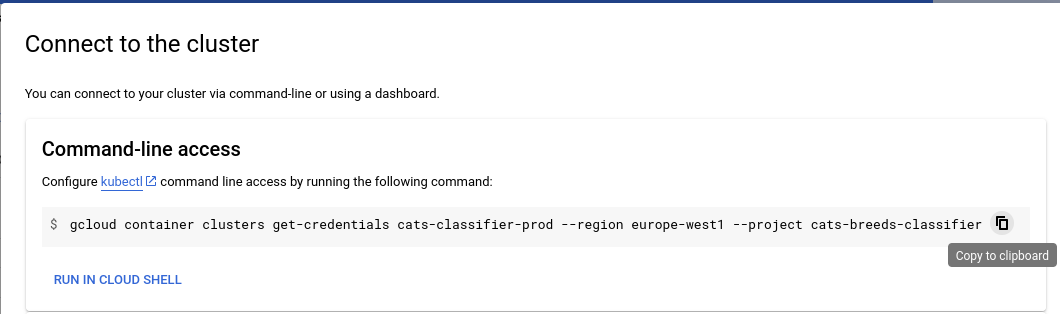 Connect to the cluster
You can connect to your cluster via command-line or using a dashboard.
Command-line access
Configure kubectl command line access by running the following command:
$ gcloud container clusters get-credentials cats-classifier-prod --region europe-west1 --project cats-breeds-classifier
Copy to clipboard
RUN IN CLOUD SHELL